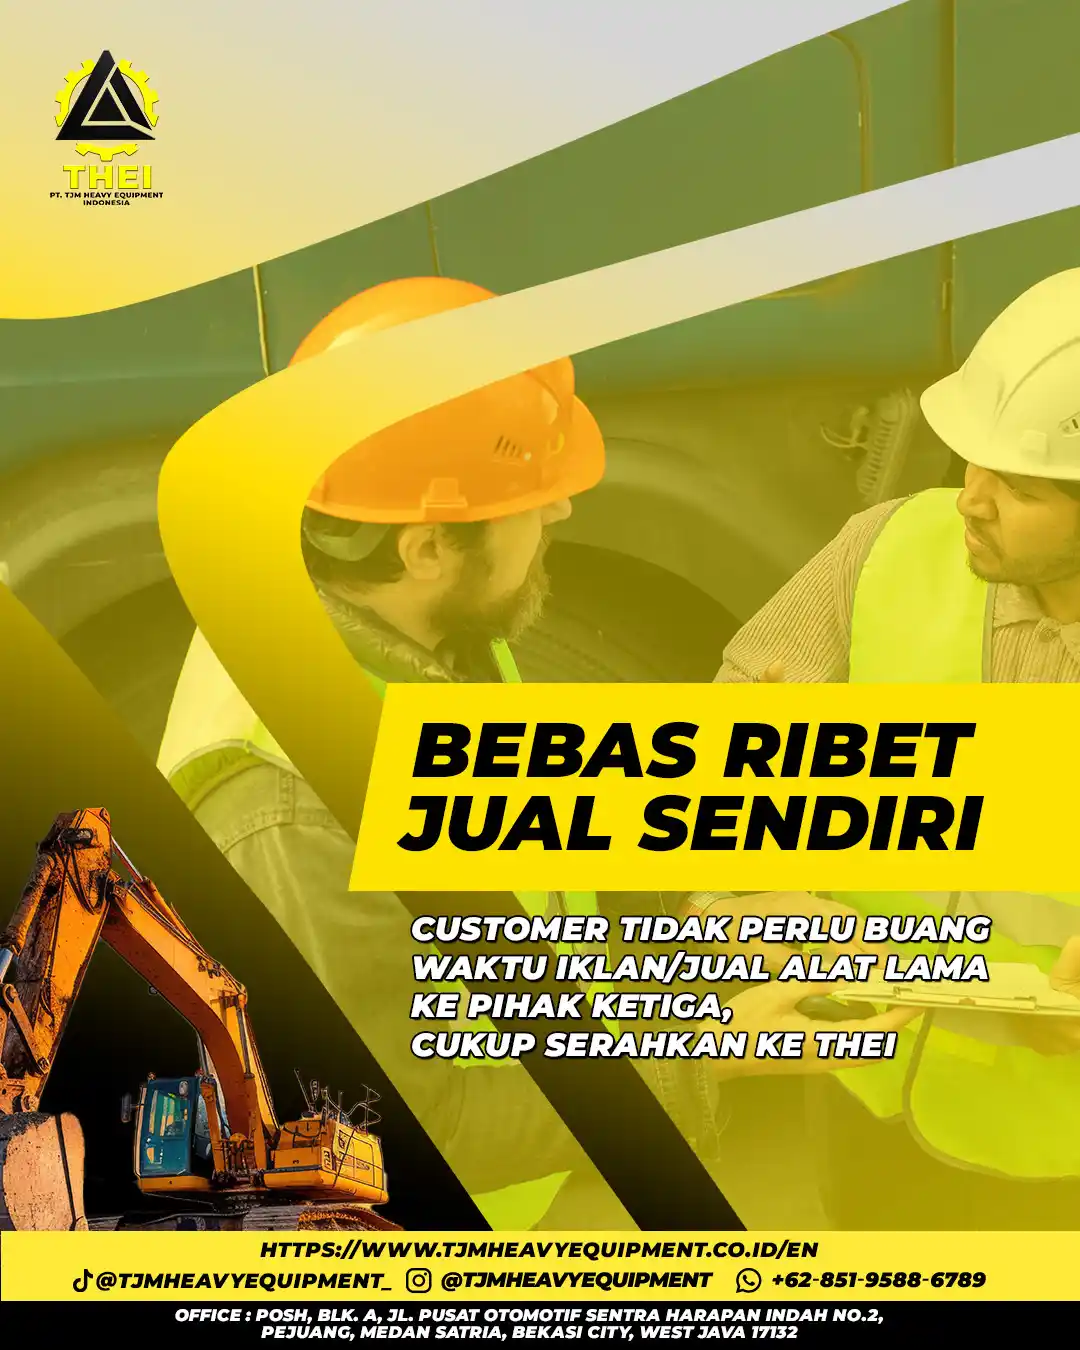 THEI
PT. TJM HEAVY EQUIPMENT
INDONESIA
BEBAS RIBET
JUAL SENDIRI
CUSTOMER TIDAK PERLU BUANG
WAKTU IKLAN/JUAL ALAT LAMA
KE PIHAK KETIGA,
CUKUP SERAHKAN KE THEI
HTTPS://WWW.TJMHEAVYEQUIPMENT.CO.ID/EN
@TJMHEAVYEQUIPMENT_ @TJMHEAVYEQUIPMENT +62-851-9588-6789
OFFICE : POSH, BLK. A, JL. PUSAT OTOMOTIF SENTRA HARAPAN INDAH NO.2,
PEJUANG, MEDAN SATRIA, BEKASI CITY, WEST JAVA 17132